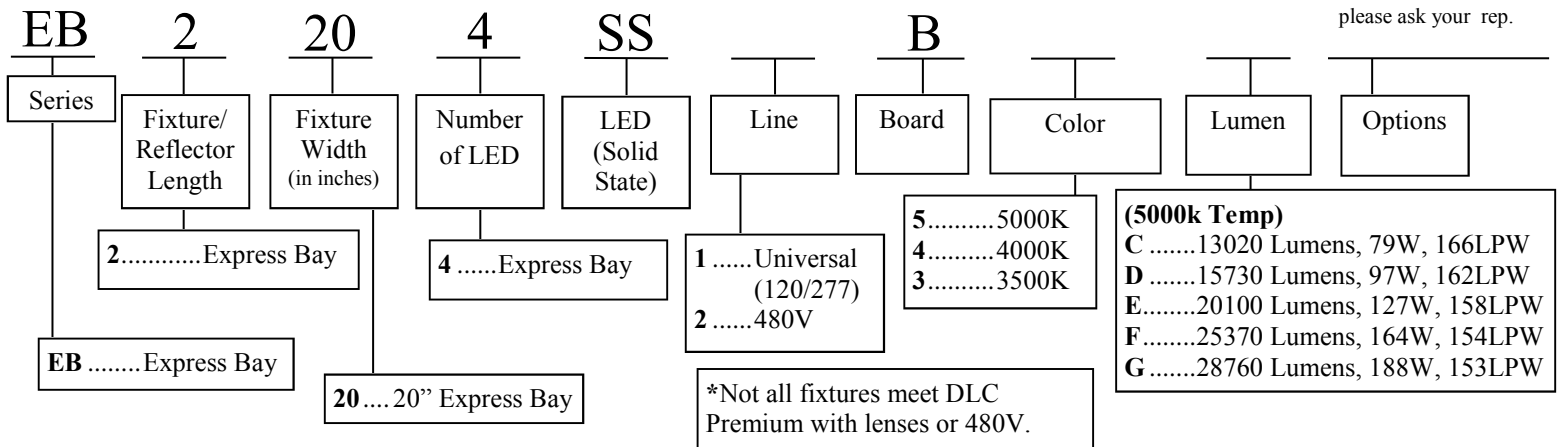 please ask your rep.
EB 2 20 4 SS B
Series
Fixture/
Reflector
Length
Fixture
Width
(in inches)
Number
of LED
LED
(Solid
State)
Line
Board
Color
Lumen
Options
2............Express Bay
4 ......Express Bay
1 ......Universal
(120/277)
2 ......480V
5..........5000K
4..........4000K
3..........3500K
(5000k Temp)
C ......13020 Lumens, 79W, 166LPW
D .......15730 Lumens, 97W, 162LPW
E........20100 Lumens, 127W, 158LPW
F........25370 Lumens, 164W, 154LPW
G .......28760 Lumens, 188W, 153LPW
EB ........Express Bay
20 .... 20” Express Bay
*Not all fixtures meet DLC
Premium with lenses or 480V.